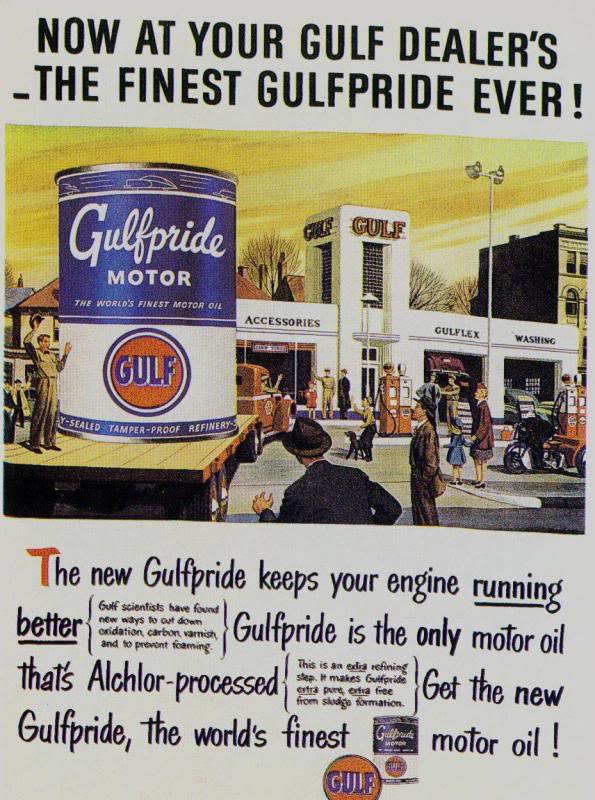 NOW AT YOUR GULF DEALER'S
-THE FINEST GULFPRIDE EVER!
Gulfpride
MOTOR
THE WORLD'S FINEST MOTOR OIL
GULF
Y-SEALED TAMPER-PROOF REFINERY-S
GULF GULF
ACCESSORIES
GULFLEX WASHING
The new Gulfpride keeps your engine running
better
Gulf scientists have found
new ways to cut down
oxidation, carbon, varnish,
and to prevent foaming.
Gulfpride is the only motor oil
that's Alchlor-processed
This is an extra refining
step. It makes Gulfpride
extra pure, extra free
from sludge formation.
Get the new
Gulfpride, the world's finest
Gulfpride
MOTOR
GULF
motor oil!
GULF